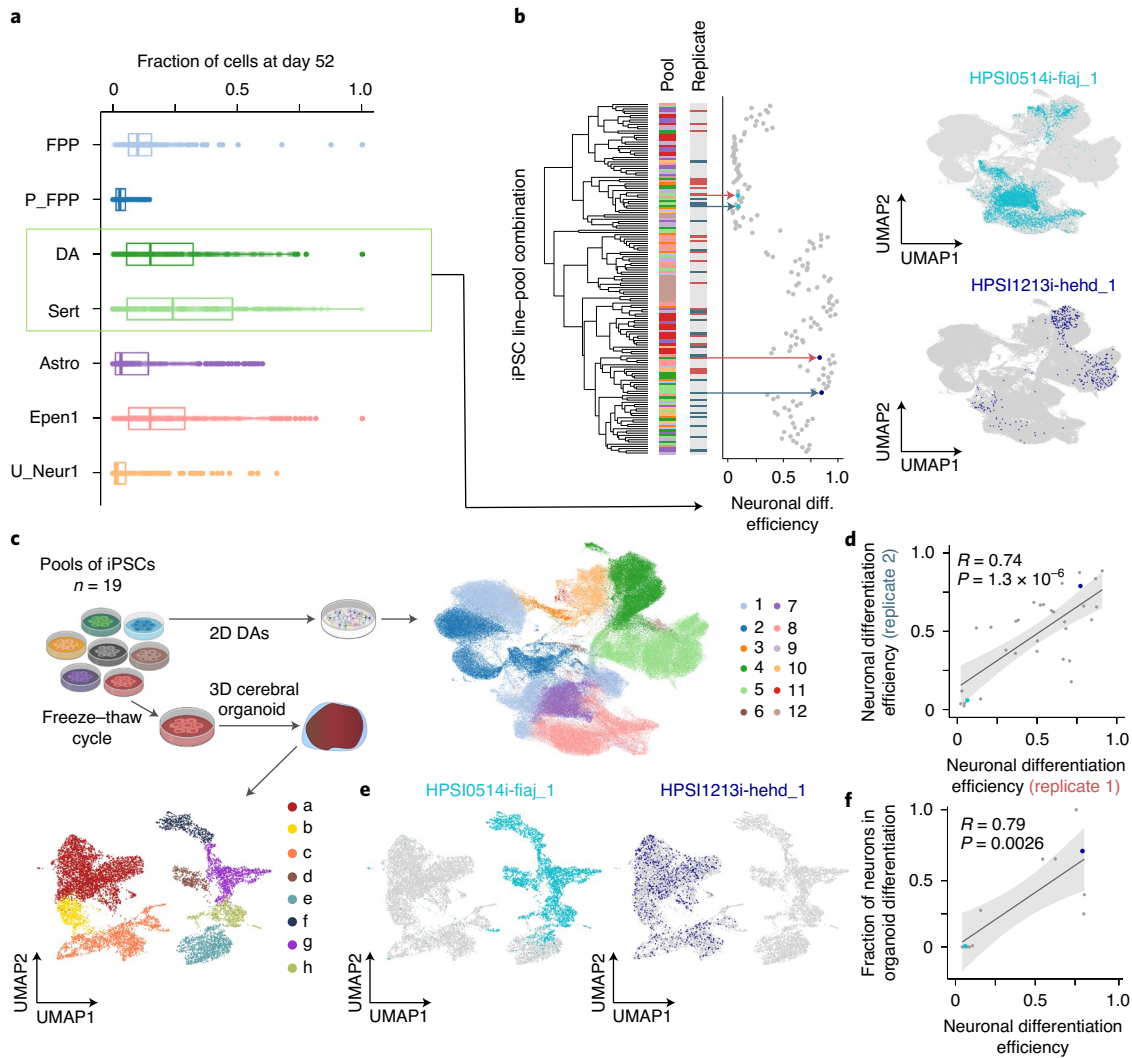 a
Fraction of cells at day 52
0
0.5
1.0
FPP
P_FPP
DA
Sert
Astro
Epen1
U_Neur1
b
Pool
Replicate
iPSC line–pool combination
0
0.5
1.0
Neuronal diff.
efficiency
HPSI0514i-fiaj_1
UMAP2
UMAP1
HPSI1213i-hehd_1
UMAP2
UMAP1
c
Pools of iPSCs
n = 19
2D DAs
Freeze–thaw
cycle
3D cerebral
organoid
1
2
3
4
5
6
7
8
9
10
11
12
a
b
c
d
e
f
g
h
UMAP2
UMAP1
d
1.0
0.5
0
R = 0.74
P = 1.3 × 10⁻⁶
Neuronal differentiation
efficiency (replicate 2)
0
0.5
1.0
Neuronal differentiation
efficiency (replicate 1)
e
HPSI0514i-fiaj_1
HPSI1213i-hehd_1
UMAP2
UMAP1
UMAP2
UMAP1
f
1.0
0.5
0
R = 0.79
P = 0.0026
Fraction of neurons in
organoid differentiation
0
0.5
1.0
Neuronal differentiation
efficiency